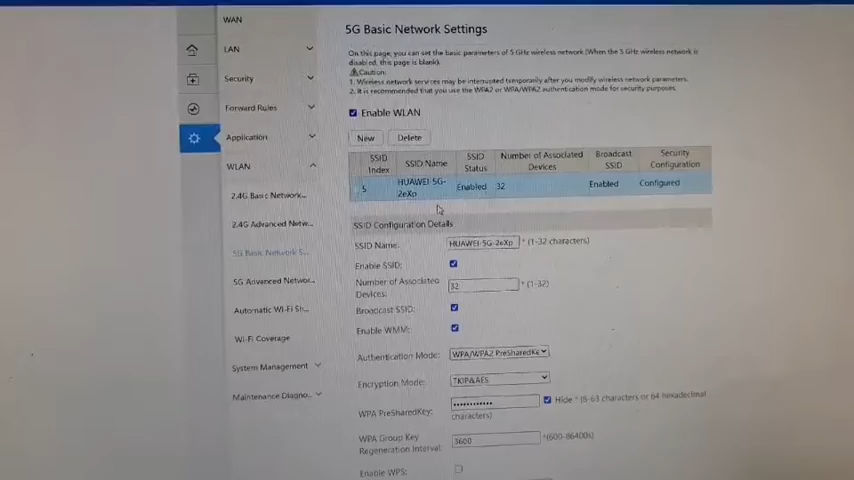 WAN
LAN
Security
Forward Rules
Application
WLAN
2.4G Basic Network...
2.4G Advanced Netw...
5G Basic Network S...
5G Advanced Networ...
Automatic Wi-Fi Sh...
Wi-Fi Coverage
System Management
Maintenance Diagno...
5G Basic Network Settings
On this page, you can set the basic parameters of 5 GHz wireless network (When the 5 GHz wireless network is
disabled, this page is blank).
Caution:
1. Wireless network services may be interrupted temporarily after you modify wireless network parameters.
2. It is recommended that you use the WPA2 or WPA/WPA2 authentication mode for security purposes.
Enable WLAN
New Delete
SSID Index SSID Name SSID Status Number of Associated Devices Broadcast SSID Security Configuration
5 HUAWEI-5G-2eXp Enabled 32 Enabled Configured
SSID Configuration Details
SSID Name: HUAWEI-5G-2eXp * (1-32 characters)
Enable SSID:
Number of Associated
Devices: 32 * (1-32)
Broadcast SSID:
Enable WMM:
Authentication Mode: WPA/WPA2 PreSharedKe
Encryption Mode: TKIP&AES
WPA PreSharedKey: Hide * (8-63 characters or 64 hexadecimal
characters)
WPA Group Key
Regeneration Interval: 3600 *(600-86400s)
Enable WPS: